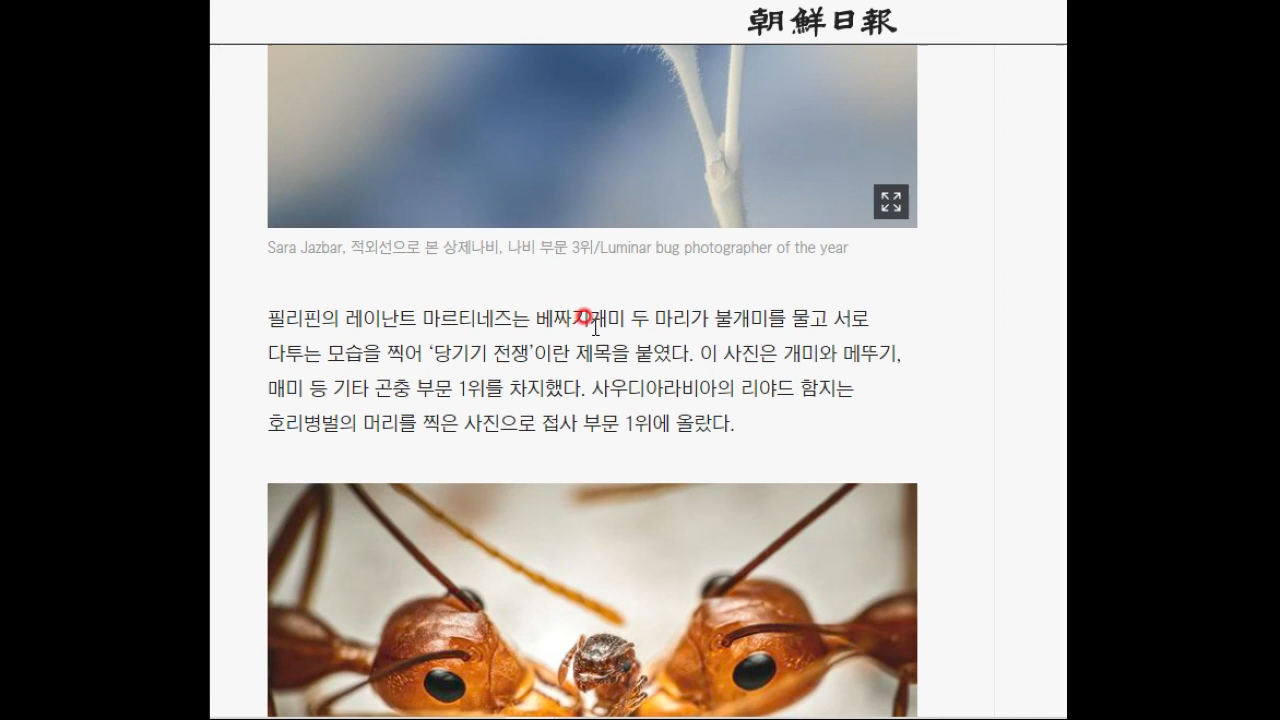 朝鮮日報
Sara Jazbar, 적외선으로 본 상제나비, 나비 부문 3위/Luminar bug photographer of the year
필리핀의 레이난트 마르티네즈는 베짜기개미 두 마리가 불개미를 물고 서로
다투는 모습을 찍어 ‘당기기 전쟁’이란 제목을 붙였다. 이 사진은 개미와 메뚜기,
매미 등 기타 곤충 부문 1위를 차지했다. 사우디아라비아의 리야드 함지는
호리병벌의 머리를 찍은 사진으로 접사 부문 1위에 올랐다.